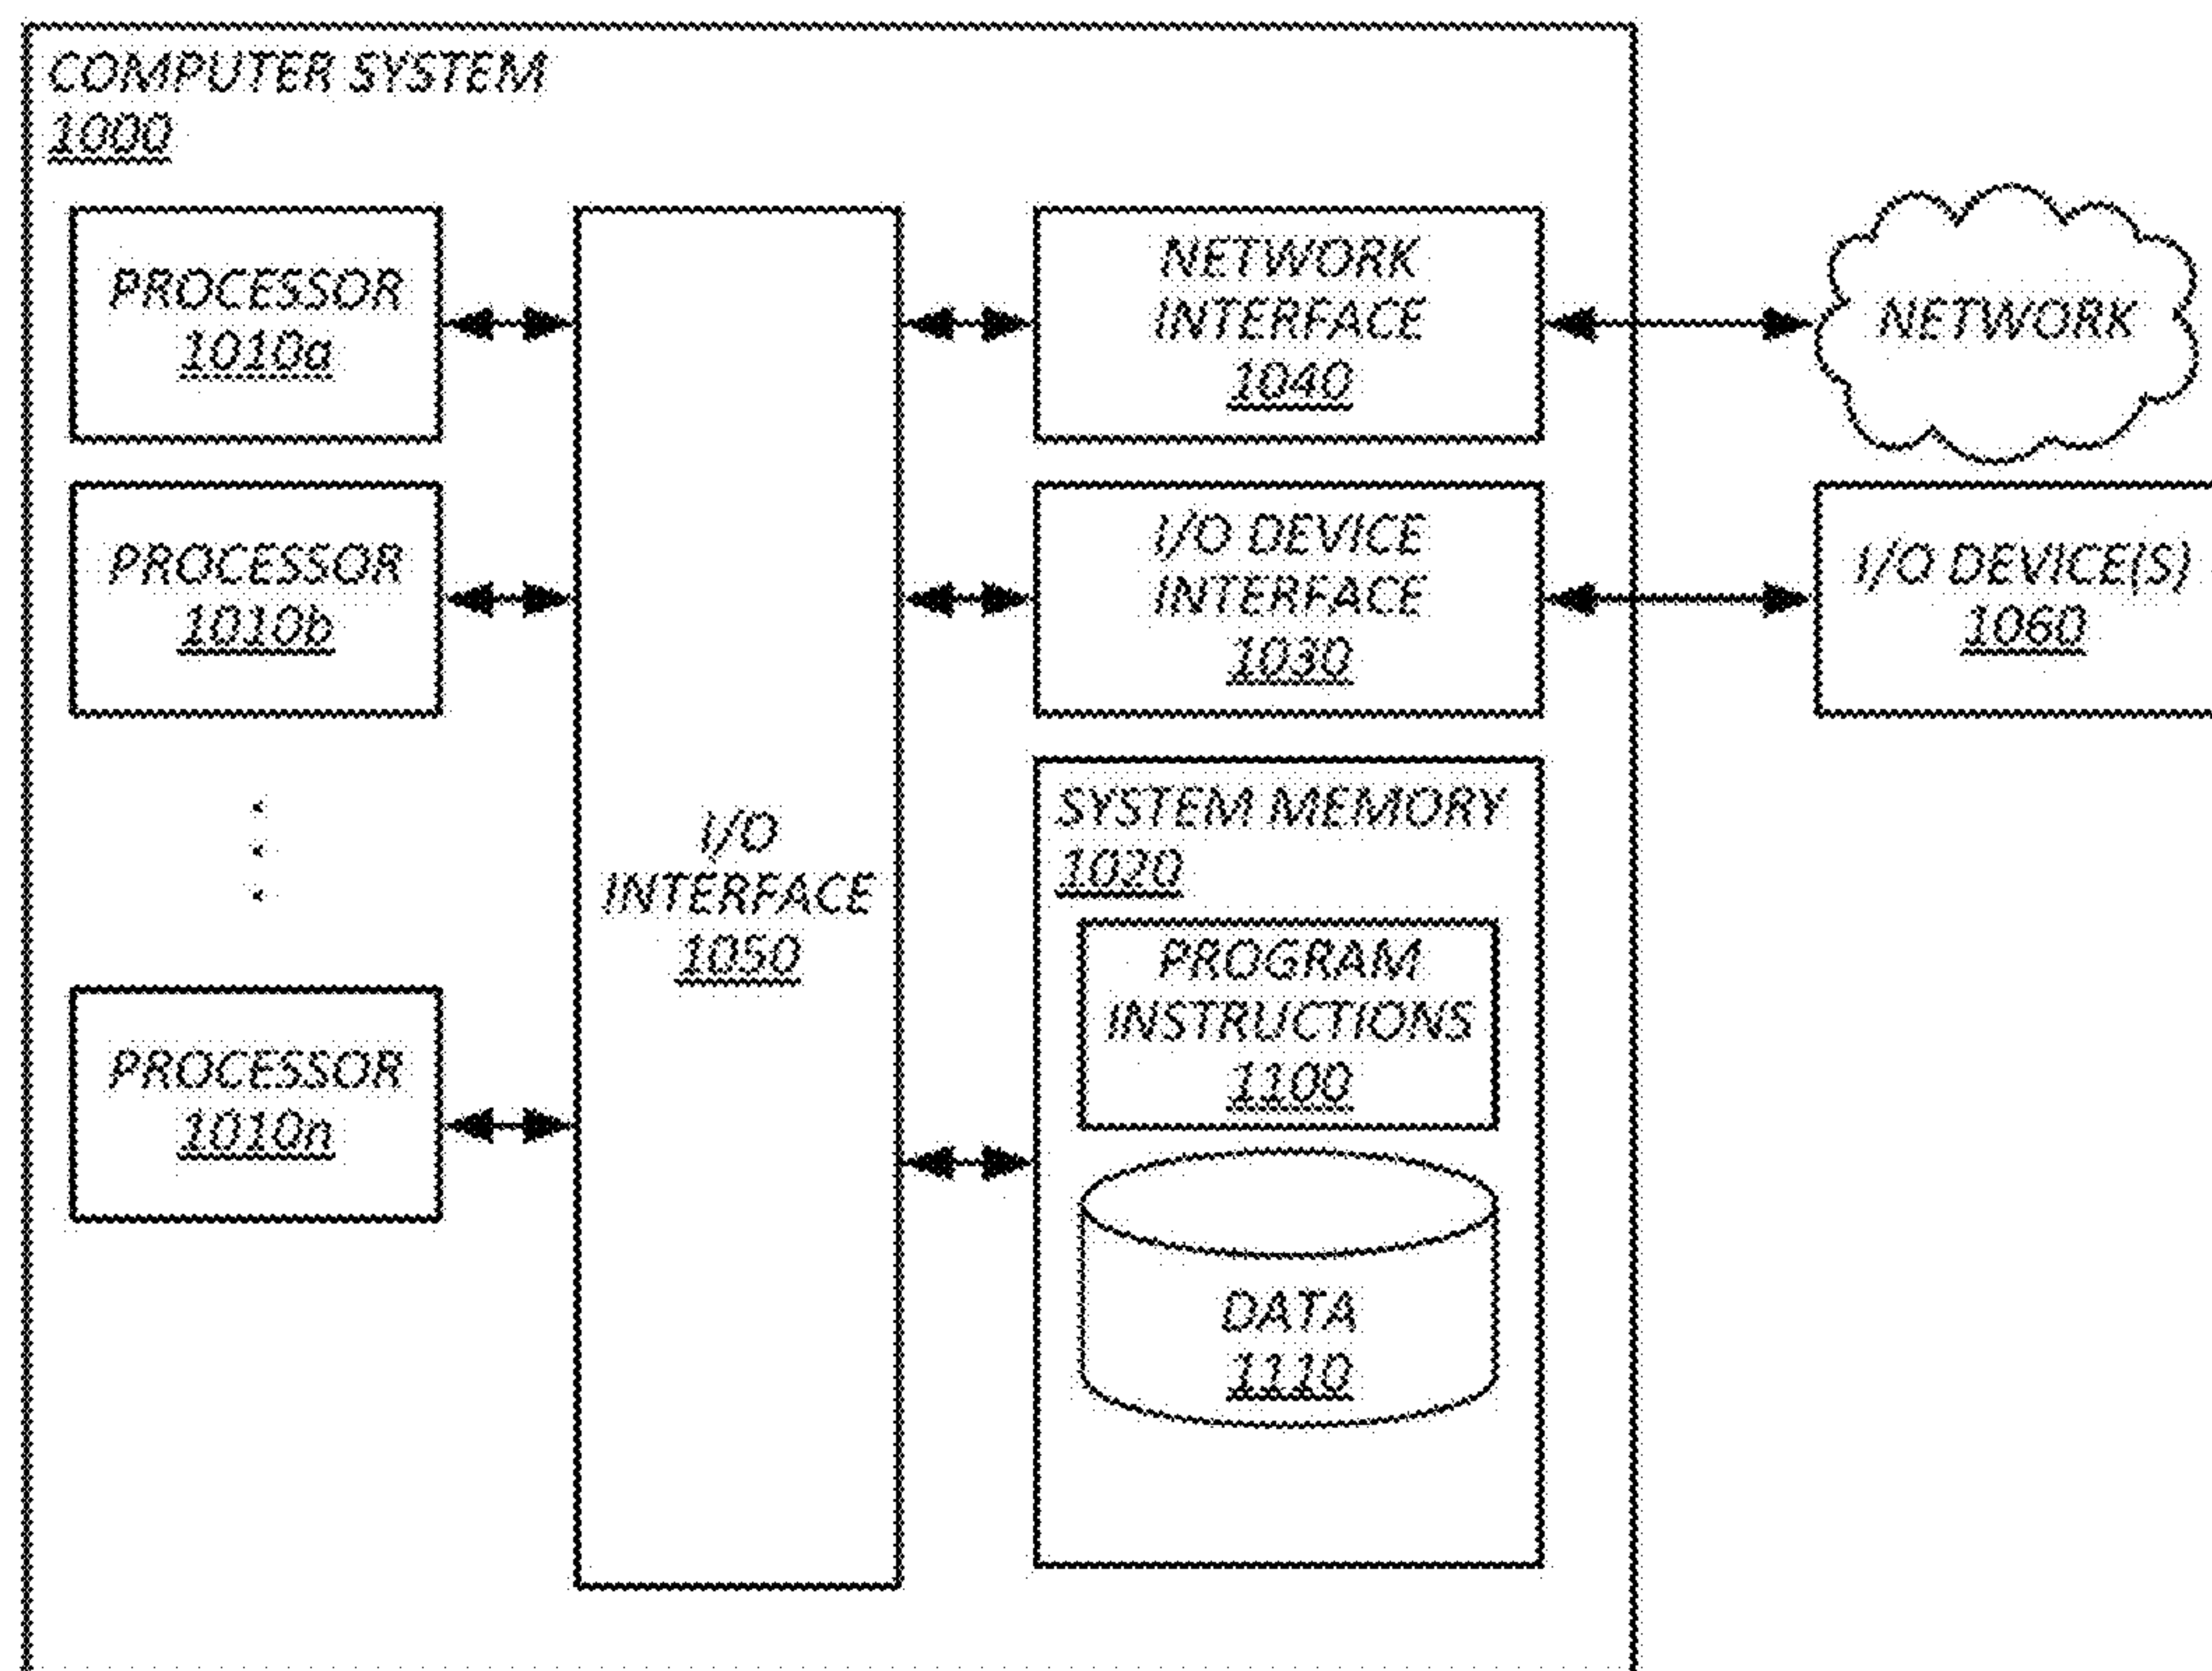 COMPUTER SYSTEM
1000
PROCESSOR
1010a
PROCESSOR
1010b
PROCESSOR
1010n
I/O
INTERFACE
1050
NETWORK
INTERFACE
1040
I/O DEVICE
INTERFACE
1030
SYSTEM MEMORY
1020
PROGRAM
INSTRUCTIONS
1100
DATA
1110
NETWORK
I/O DEVICE(S)
1060